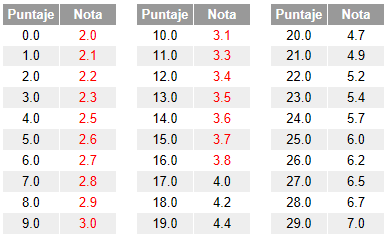 Puntaje Nota Puntaje Nota Puntaje Nota
0.0 2.0 10.0 3.1 20.0 4.7
1.0 2.1 11.0 3.3 21.0 4.9
2.0 2.2 12.0 3.4 22.0 5.2
3.0 2.3 13.0 3.5 23.0 5.4
4.0 2.5 14.0 3.6 24.0 5.7
5.0 2.6 15.0 3.7 25.0 6.0
6.0 2.7 16.0 3.8 26.0 6.2
7.0 2.8 17.0 4.0 27.0 6.5
8.0 2.9 18.0 4.2 28.0 6.7
9.0 3.0 19.0 4.4 29.0 7.0